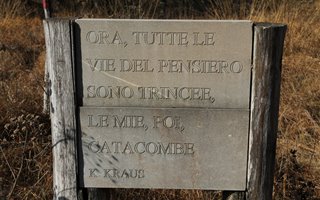 ORA, TUTTE LE
VIE DEL PENSIERO
SONO TRINCEE,
LE MIE, POI,
CATACOMBE
K. KRAUS